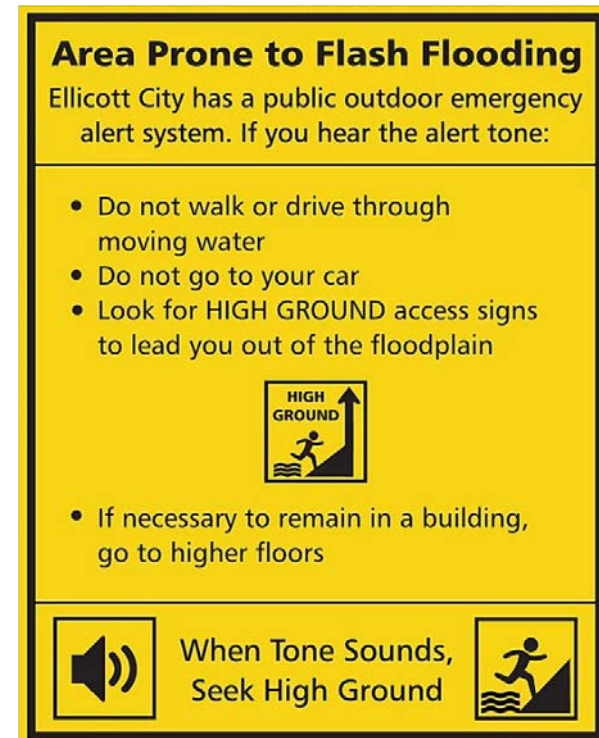 Area Prone to Flash Flooding
Ellicott City has a public outdoor emergency
alert system. If you hear the alert tone:
• Do not walk or drive through
moving water
• Do not go to your car
• Look for HIGH GROUND access signs
to lead you out of the floodplain
HIGH
GROUND
• If necessary to remain in a building,
go to higher floors
When Tone Sounds,
Seek High Ground